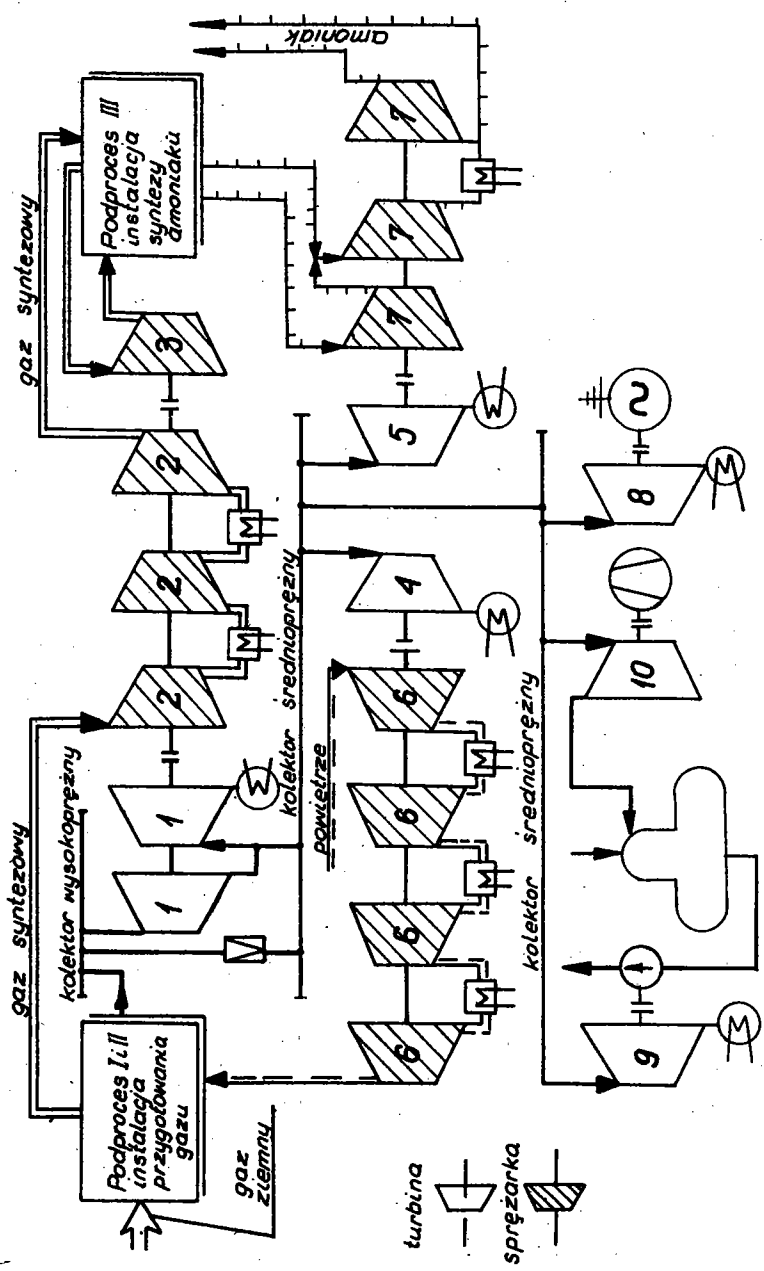 gaz syntezowy
gaz syntezowy
Podproces I i II
instalacja
przygotowania
gazu
gaz
ziemny
kolektor wysokoprężny
1
1
2
2
2
3
M
M
Podproces III
instalacja
syntezy
amoniaku
amoniak
kolektor średnioprężny
powietrze
6
6
6
6
M
M
M
4
5
7
7
7
M
kolektor średnioprężny
9
10
8
~
turbina
sprężarka